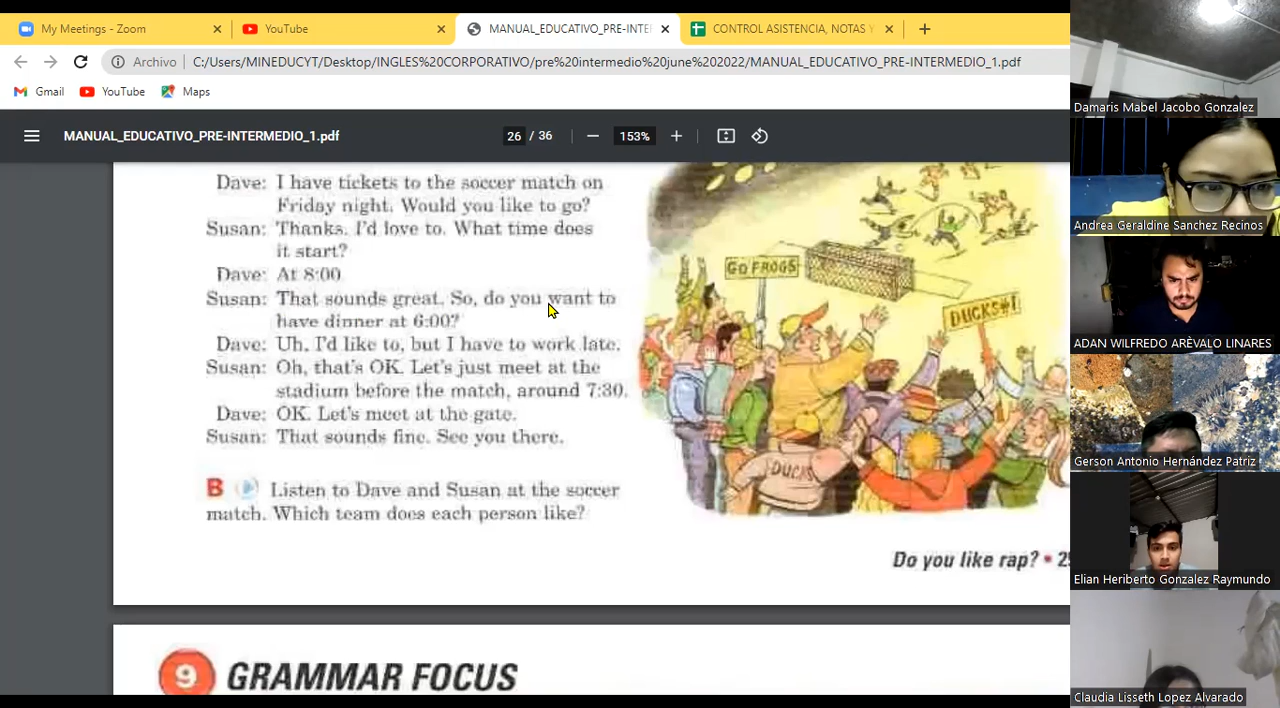 My Meetings - Zoom
YouTube
MANUAL_EDUCATIVO_PRE-INTE
CONTROL ASISTENCIA, NOTAS Y
Archivo
C:/Users/MINEDUCYT/Desktop/INGLES%20CORPORATIVO/pre%20intermedio%20june%202022/MANUAL_EDUCATIVO_PRE-INTERMEDIO_1.pdf
Gmail
YouTube
Maps
MANUAL_EDUCATIVO_PRE-INTERMEDIO_1.pdf
26 / 36
153%
Dave: I have tickets to the soccer match on
Friday night. Would you like to go?
Susan: Thanks. I'd love to. What time does
it start?
Dave: At 8:00.
Susan: That sounds great. So, do you want to
have dinner at 6:00?
Dave: Uh, I'd like to, but I have to work late.
Susan: Oh, that's OK. Let's just meet at the
stadium before the match, around 7:30.
Dave: OK. Let's meet at the gate.
Susan: That sounds fine. See you there.
GO FROGS
DUCKS#1
DUCKS
B Listen to Dave and Susan at the soccer
match. Which team does each person like?
Do you like rap? •
9 GRAMMAR FOCUS
Damaris Mabel Jacobo Gonzalez
Andrea Geraldine Sanchez Recinos
ADAN WILFREDO ARÈVALO LINARES
Gerson Antonio Hernández Patriz
Elian Heriberto Gonzalez Raymundo
Claudia Lisseth Lopez Alvarado